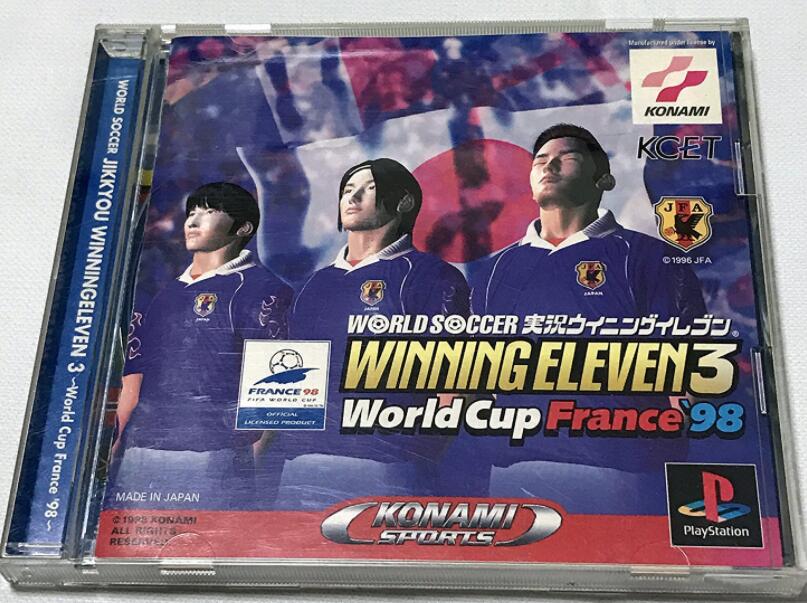 WORLD SOCCER JIKKYOU WINNINGELEVEN 3 ~World Cup France '98~
Manufactured under license by
KONAMI
KCET
JFA
©1996 JFA
JAPAN
JAPAN
JAPAN
WORLD SOCCER 実況ウイニングイレブン®
WINNING ELEVEN 3
World Cup France '98
FRANCE 98
FIFA WORLD CUP
OFFICIAL
LICENSED PRODUCT
MADE IN JAPAN
©1998 KONAMI
ALL RIGHTS
RESERVED
KONAMI
SPORTS
PlayStation